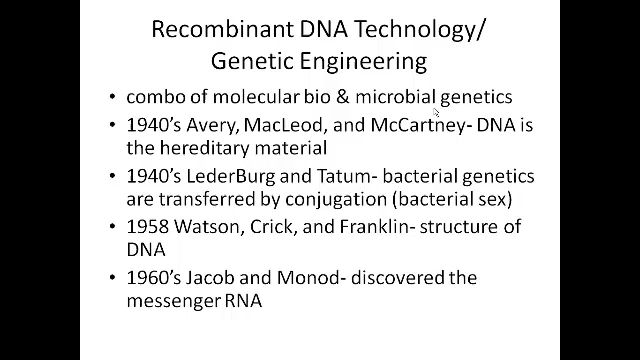 Recombinant DNA Technology/
Genetic Engineering
• combo of molecular bio & microbial genetics
• 1940's Avery, MacLeod, and McCartney- DNA is
the hereditary material
• 1940's LederBurg and Tatum- bacterial genetics
are transferred by conjugation (bacterial sex)
• 1958 Watson, Crick, and Franklin- structure of
DNA
• 1960's Jacob and Monod- discovered the
messenger RNA